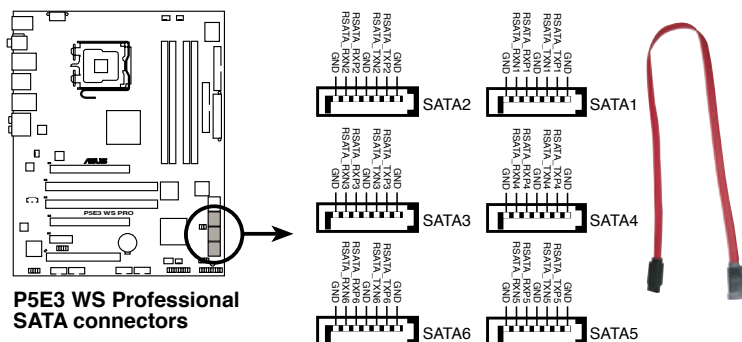 GND
RSATA_RXN2
RSATA_RXP2
GND
RSATA_TXN2
RSATA_TXP2
GND
SATA2
GND
RSATA_RXN1
RSATA_RXP1
GND
RSATA_TXN1
RSATA_TXP1
GND
SATA1
GND
RSATA_RXN3
RSATA_RXP3
GND
RSATA_TXN3
RSATA_TXP3
GND
SATA3
GND
RSATA_RXN4
RSATA_RXP4
GND
RSATA_TXN4
RSATA_TXP4
GND
SATA4
GND
RSATA_RXN6
RSATA_RXP6
GND
RSATA_TXN6
RSATA_TXP6
GND
SATA6
GND
RSATA_RXN5
RSATA_RXP5
GND
RSATA_TXN5
RSATA_TXP5
GND
SATA5
ASUS
P5E3 WS PRO
P5E3 WS Professional
SATA connectors